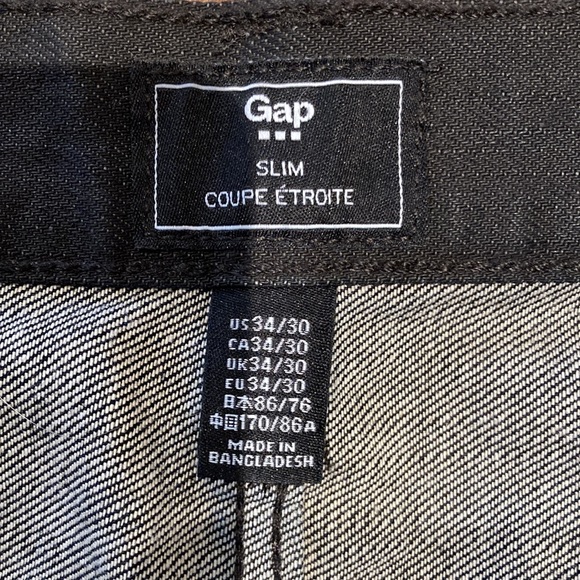 Gap
SLIM
COUPE ÉTROITE
US 34/30
CA 34/30
UK 34/30
EU 34/30
日本 86/76
中国 170/86A
MADE IN
BANGLADESH